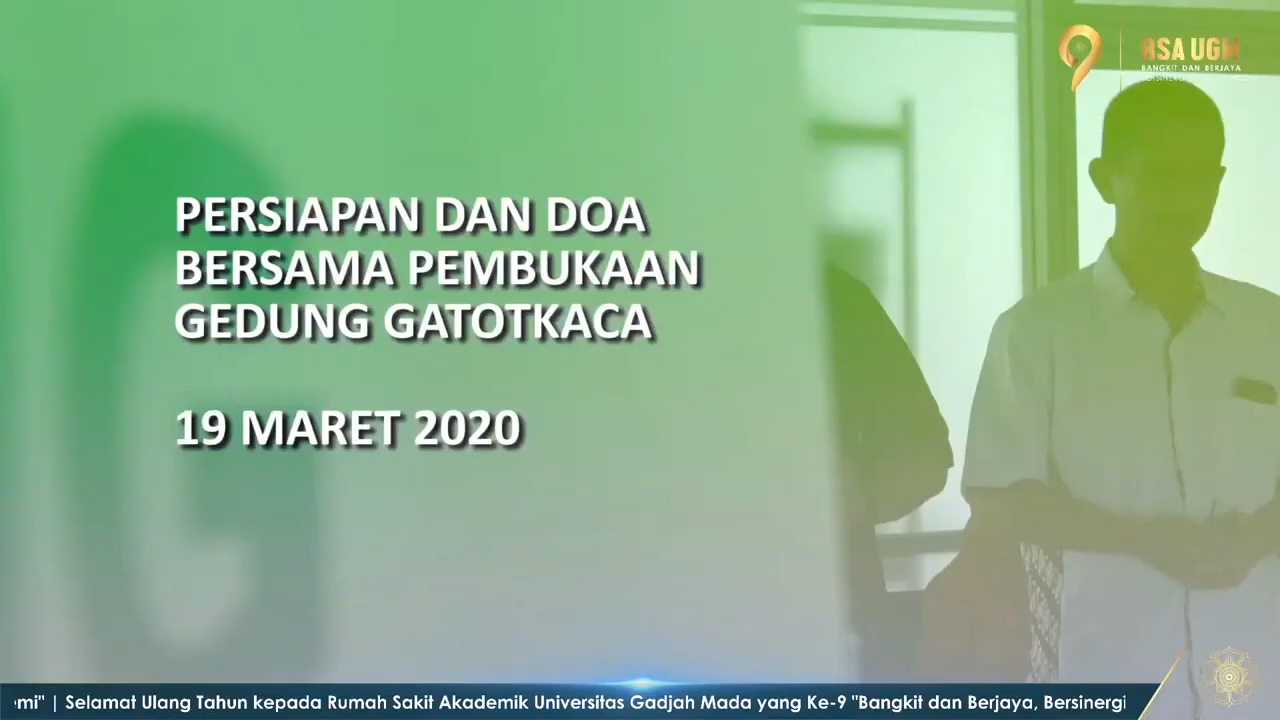 RSA UGM
BANGKIT DAN BERJAYA
PERSIAPAN DAN DOA
BERSAMA PEMBUKAAN
GEDUNG GATOTKACA
19 MARET 2020
emi" | Selamat Ulang Tahun kepada Rumah Sakit Akademik Universitas Gadjah Mada yang Ke-9 "Bangkit dan Berjaya, Bersinergi